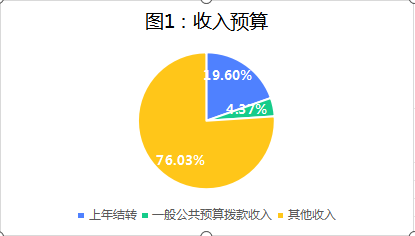 图1：收入预算
19.60%
4.37%
76.03%
上年结转 一般公共预算拨款收入 其他收入